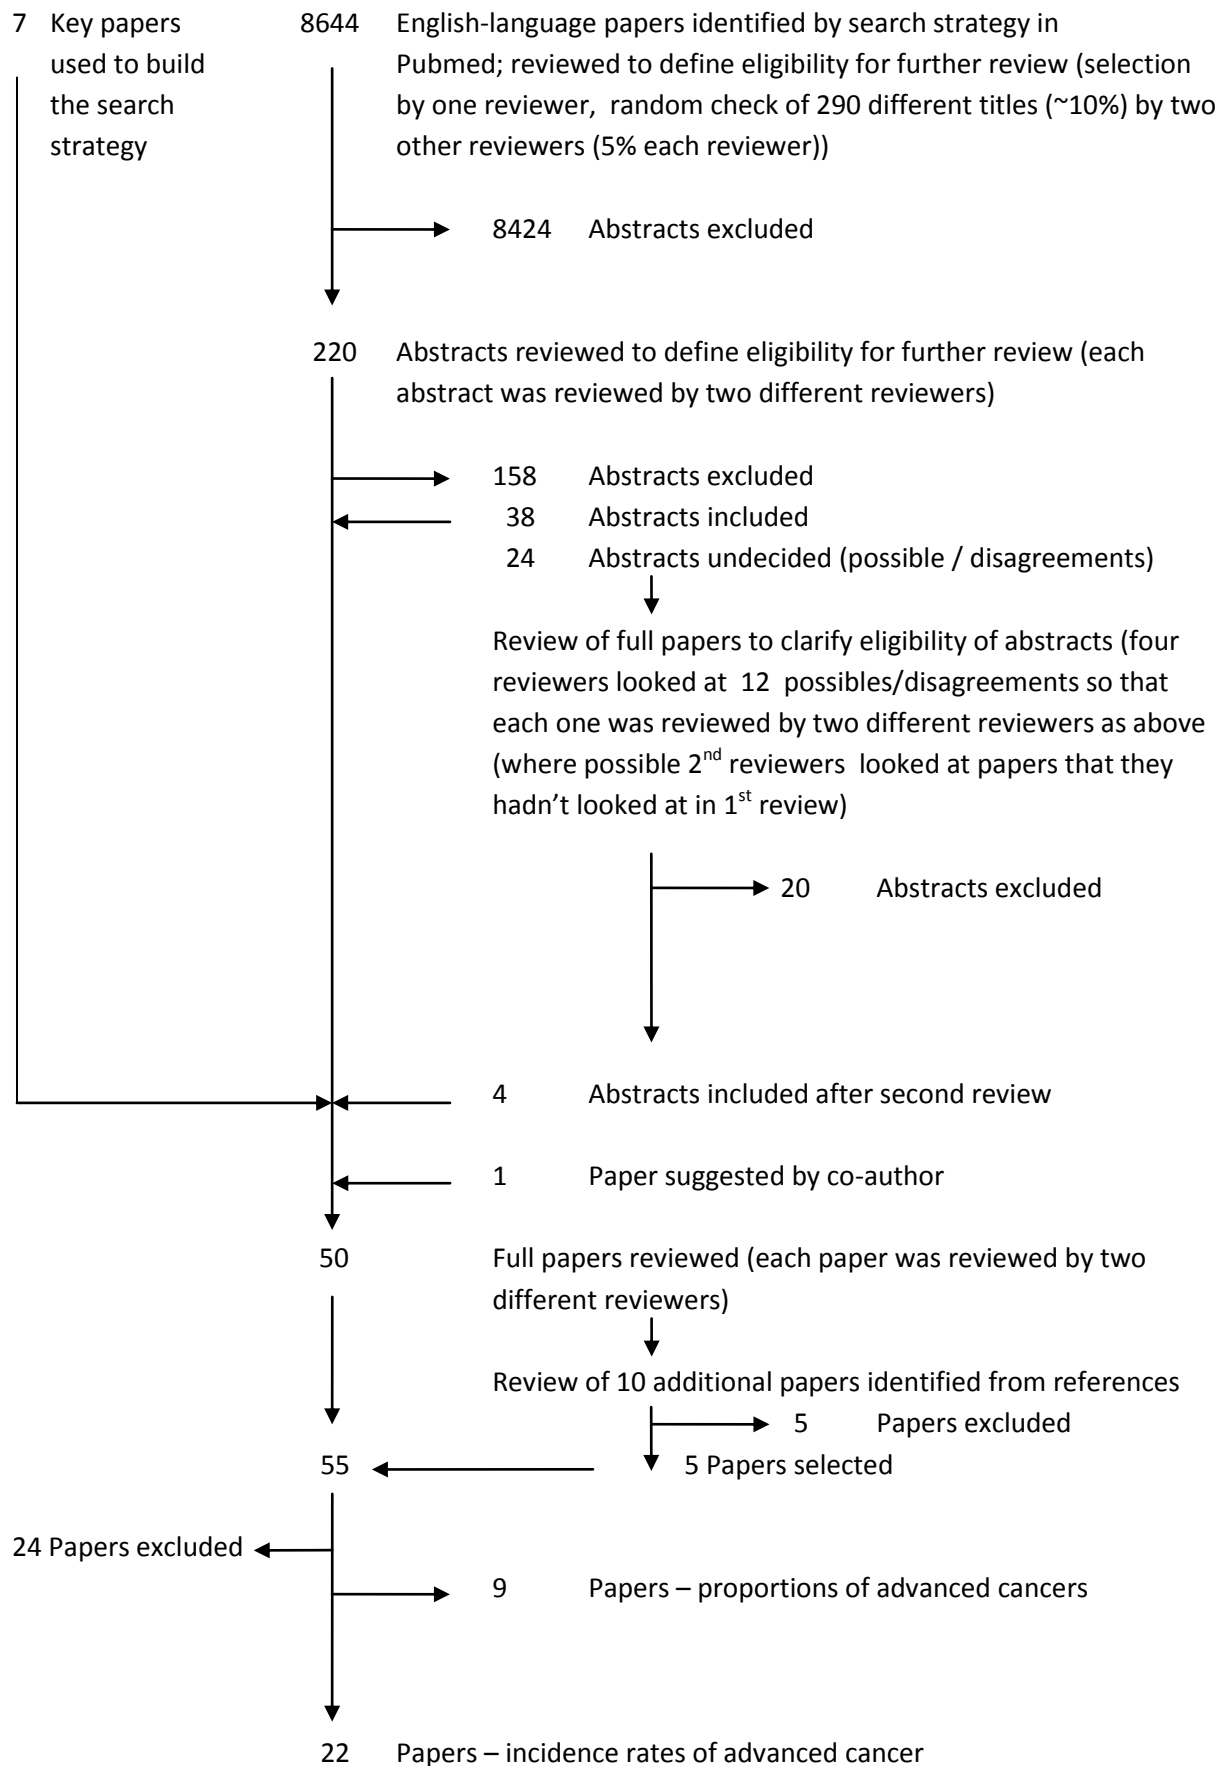 7 Key papers
used to build
the search
strategy
8644 English-language papers identified by search strategy in
Pubmed; reviewed to define eligibility for further review (selection
by one reviewer, random check of 290 different titles (~10%) by two
other reviewers (5% each reviewer))
8424 Abstracts excluded
220 Abstracts reviewed to define eligibility for further review (each
abstract was reviewed by two different reviewers)
158 Abstracts excluded
38 Abstracts included
24 Abstracts undecided (possible / disagreements)
Review of full papers to clarify eligibility of abstracts (four
reviewers looked at 12 possibles/disagreements so that
each one was reviewed by two different reviewers as above
(where possible 2nd reviewers looked at papers that they
hadn't looked at in 1st review)
20 Abstracts excluded
4 Abstracts included after second review
1 Paper suggested by co-author
50 Full papers reviewed (each paper was reviewed by two
different reviewers)
Review of 10 additional papers identified from references
5 Papers excluded
55 5 Papers selected
24 Papers excluded
9 Papers – proportions of advanced cancers
22 Papers – incidence rates of advanced cancer